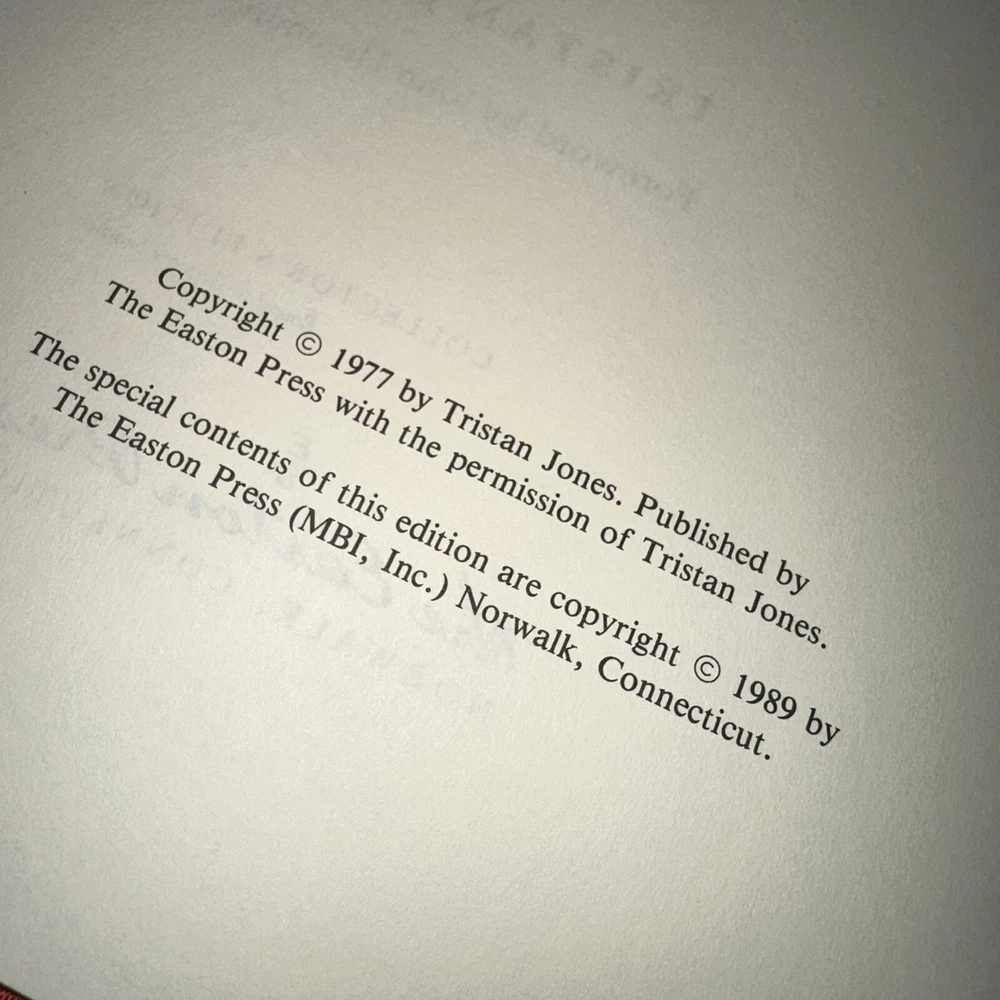 Copyright © 1977 by Tristan Jones. Published by
The Easton Press with the permission of Tristan Jones.
The special contents of this edition are copyright © 1989 by
The Easton Press (MBI, Inc.) Norwalk, Connecticut.